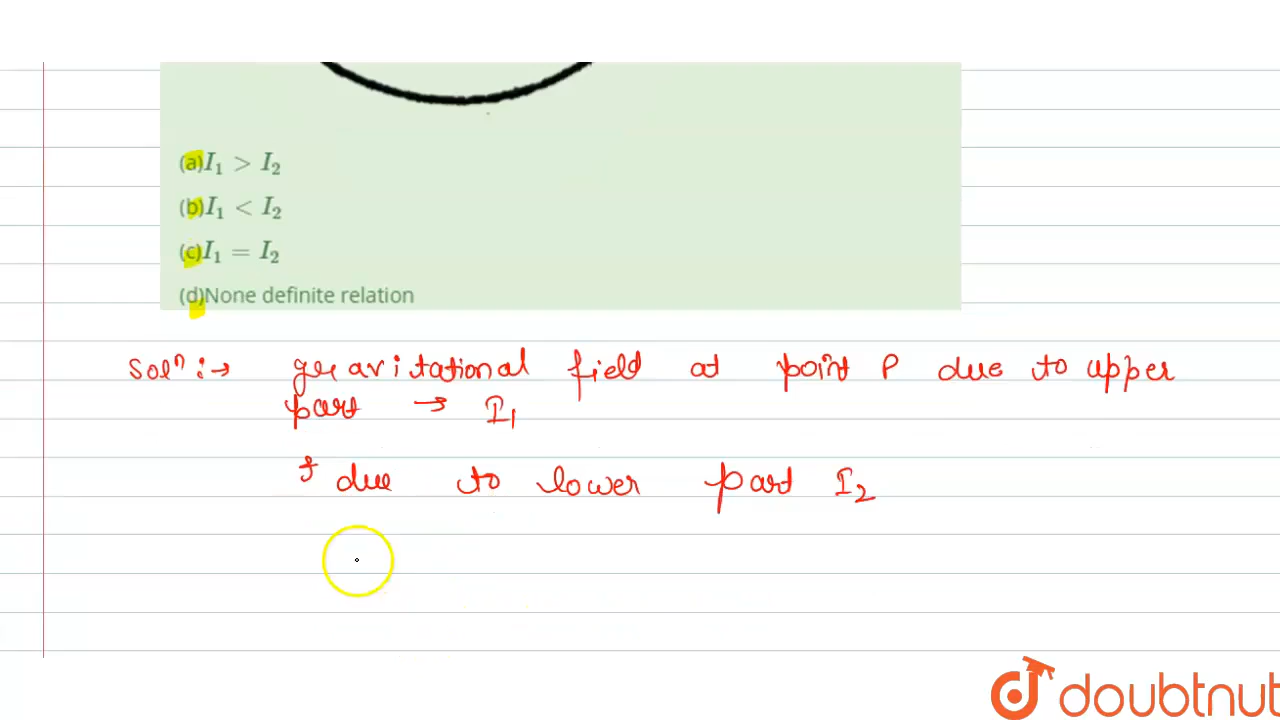 (a)I₁ > I₂
(b)I₁ < I₂
(c)I₁ = I₂
(d)None definite relation
Solⁿ :→ gravitational field at point P due to upper
part → I₁
& due to lower part I₂
doubtnut